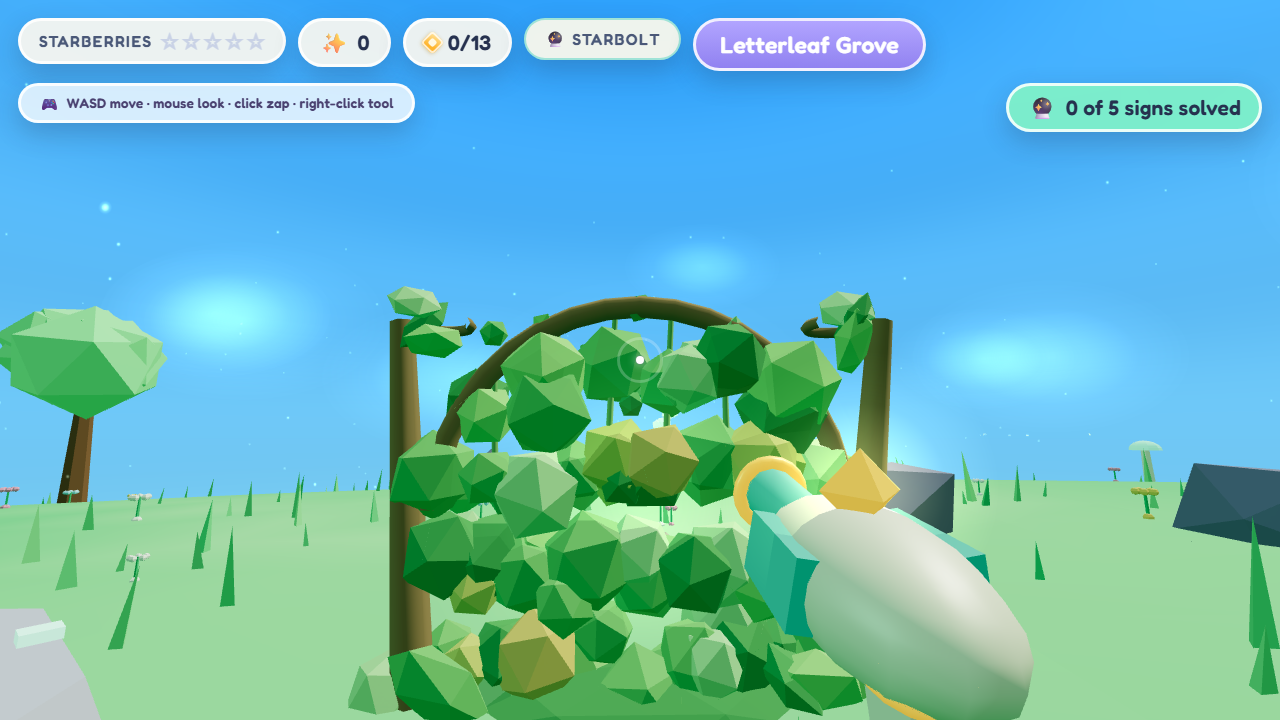 STARBERRIES
0
0/13
STARBOLT
Letterleaf Grove
WASD move · mouse look · click zap · right-click tool
0 of 5 signs solved